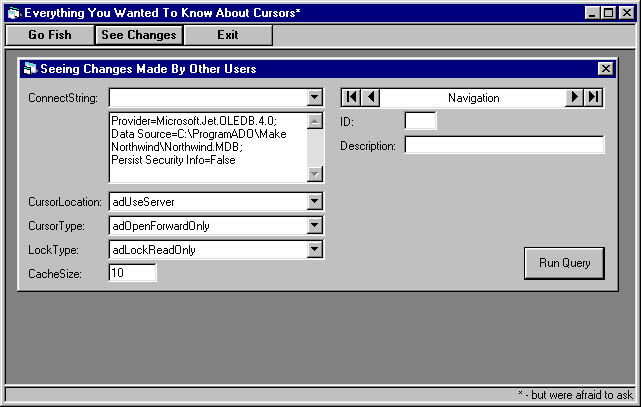 Everything You Wanted To Know About Cursors*
Go Fish See Changes Exit
Seeing Changes Made By Other Users
ConnectString:
Provider=Microsoft.Jet.OLEDB.4.0;
Data Source=C:\ProgramADO\Make
Northwind\Northwind.MDB;
Persist Security Info=False
CursorLocation: adUseServer
CursorType: adOpenForwardOnly
LockType: adLockReadOnly
CacheSize: 10
Navigation
ID:
Description:
Run Query
* - but were afraid to ask